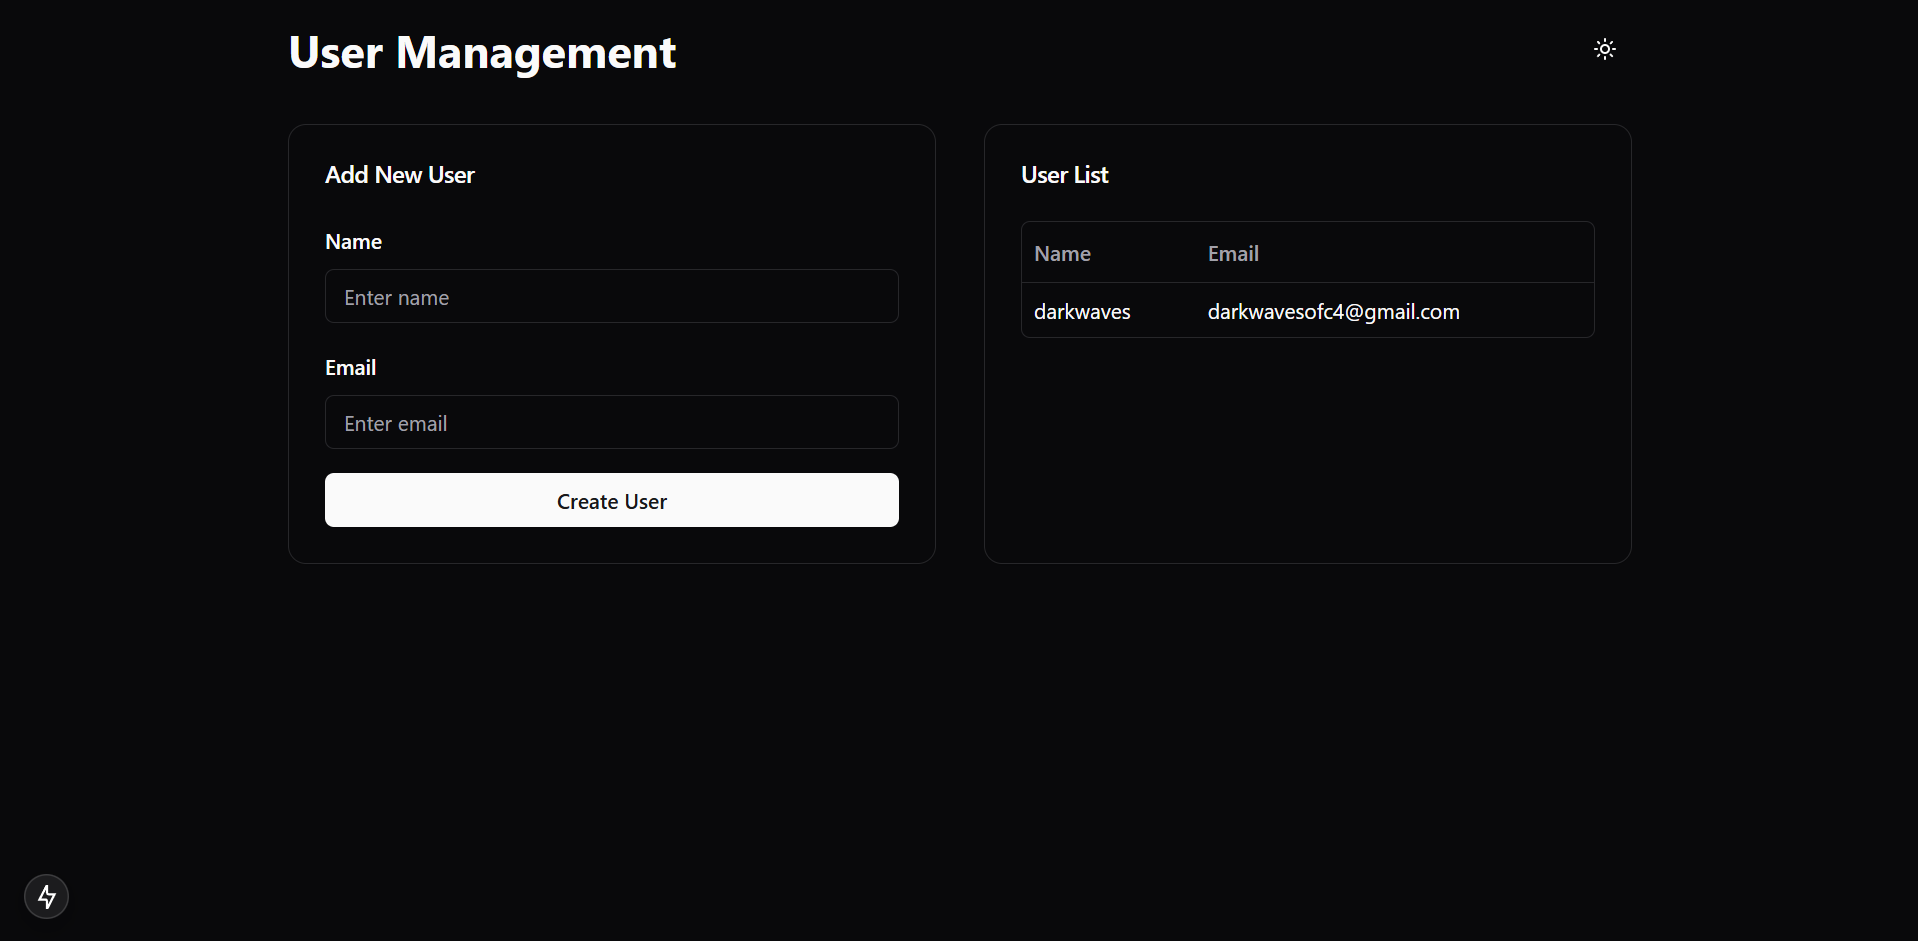 User Management
Add New User
Name
Enter name
Email
Enter email
Create User
User List
Name Email
darkwaves darkwavesofc4@gmail.com